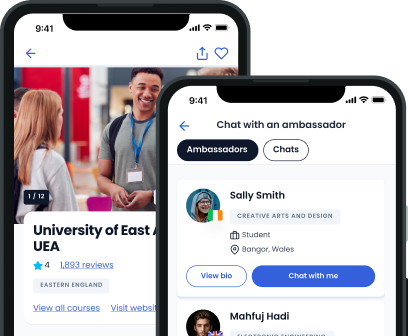 9:41
1 / 12
University of East
UEA
4 1,893 reviews
EASTERN ENGLAND
View all courses Visit
9:41
Chat with an ambassador
Ambassadors Chats
Sally Smith
CREATIVE ARTS AND DESIGN
Student
Bangor, Wales
View bio Chat with me
Mahfuj Hadi